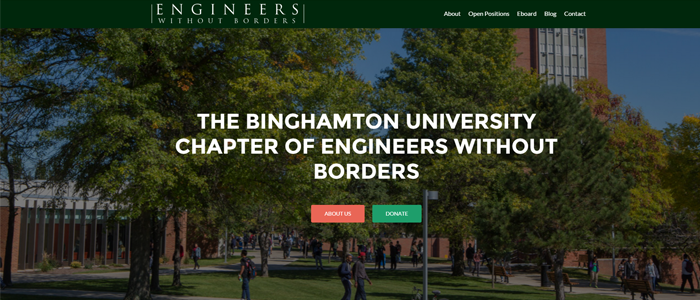 ENGINEERS
WITHOUT BORDERS
About Open Positions Eboard Blog Contact
THE BINGHAMTON UNIVERSITY
CHAPTER OF ENGINEERS WITHOUT
BORDERS
ABOUT US DONATE